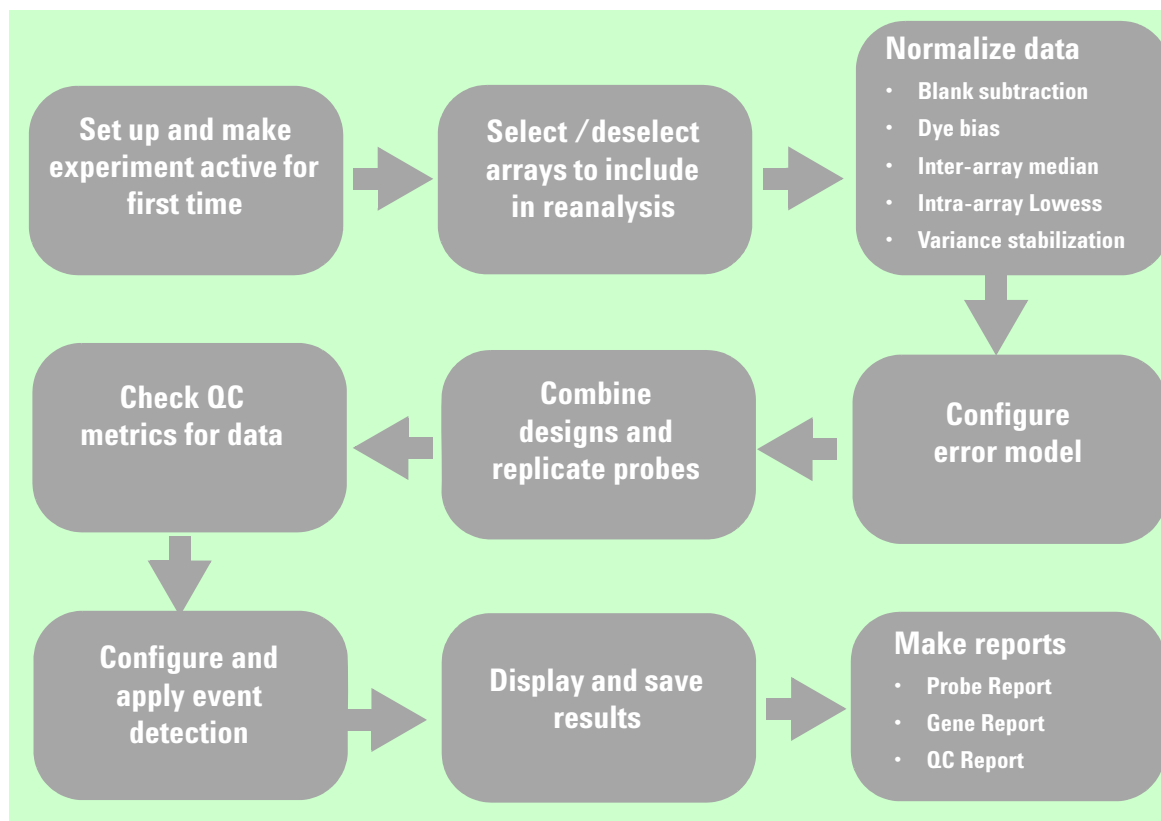 Set up and make
experiment active for
first time
Select / deselect
arrays to include
in reanalysis
Normalize data
• Blank subtraction
• Dye bias
• Inter-array median
• Intra-array Lowess
• Variance stabilization
Configure
error model
Combine
designs and
replicate probes
Check QC
metrics for data
Configure and
apply event
detection
Display and save
results
Make reports
• Probe Report
• Gene Report
• QC Report